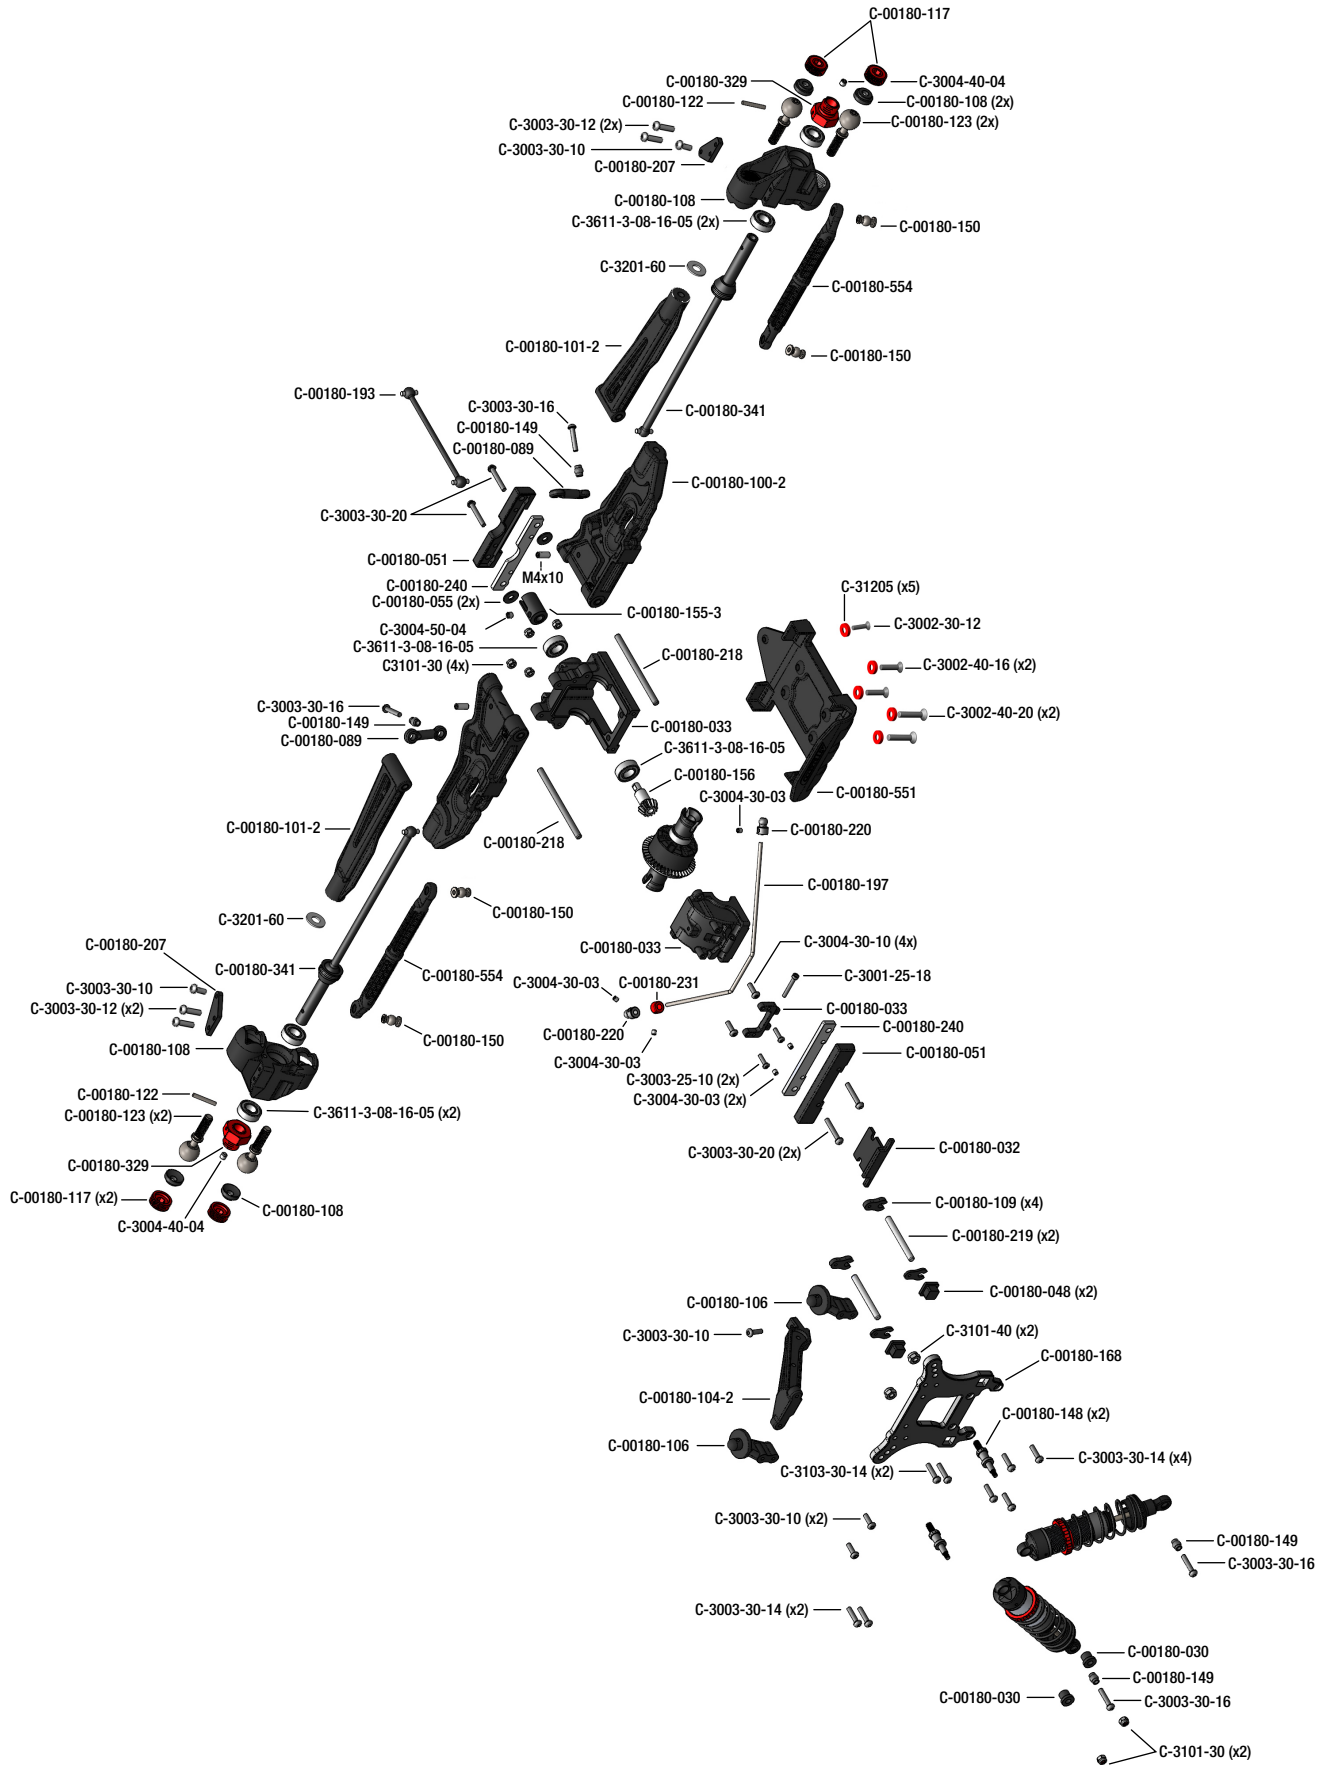 C-00180-117
C-00180-329
C-3004-40-04
C-00180-122
C-00180-108 (2x)
C-3003-30-12 (2x)
C-00180-123 (2x)
C-3003-30-10
C-00180-207
C-00180-108
C-3611-3-08-16-05 (2x)
C-00180-150
C-3201-60
C-00180-554
C-00180-101-2
C-00180-150
C-00180-193
C-3003-30-16
C-00180-341
C-00180-149
C-00180-089
C-00180-100-2
C-3003-30-20
C-00180-051
M4x10
C-00180-240
C-31205 (x5)
C-00180-055 (2x)
C-00180-155-3
C-3002-30-12
C-3004-50-04
C-3611-3-08-16-05
C-00180-218
C3101-30 (4x)
C-3002-40-16 (x2)
C-3003-30-16
C-00180-149
C-00180-089
C-3002-40-20 (x2)
C-00180-033
C-3611-3-08-16-05
C-00180-156
C-3004-30-03
C-00180-551
C-00180-101-2
C-00180-218
C-00180-220
C-00180-197
C-3201-60
C-00180-150
C-00180-207
C-00180-033
C-3004-30-10 (4x)
C-00180-341
C-00180-554
C-3004-30-03
C-00180-231
C-3001-25-18
C-3003-30-10
C-3003-30-12 (x2)
C-00180-033
C-00180-240
C-00180-108
C-00180-150
C-00180-220
C-00180-051
C-3004-30-03
C-3003-25-10 (2x)
C-3004-30-03 (2x)
C-00180-122
C-00180-123 (x2)
C-3611-3-08-16-05 (x2)
C-3003-30-20 (2x)
C-00180-032
C-00180-329
C-00180-117 (x2)
C-00180-108
C-3004-40-04
C-00180-109 (x4)
C-00180-219 (x2)
C-00180-048 (x2)
C-00180-106
C-3003-30-10
C-3101-40 (x2)
C-00180-168
C-00180-104-2
C-00180-148 (x2)
C-00180-106
C-3103-30-14 (x2)
C-3003-30-14 (x4)
C-3003-30-10 (x2)
C-00180-149
C-3003-30-16
C-3003-30-14 (x2)
C-00180-030
C-00180-149
C-00180-030
C-3003-30-16
C-3101-30 (x2)